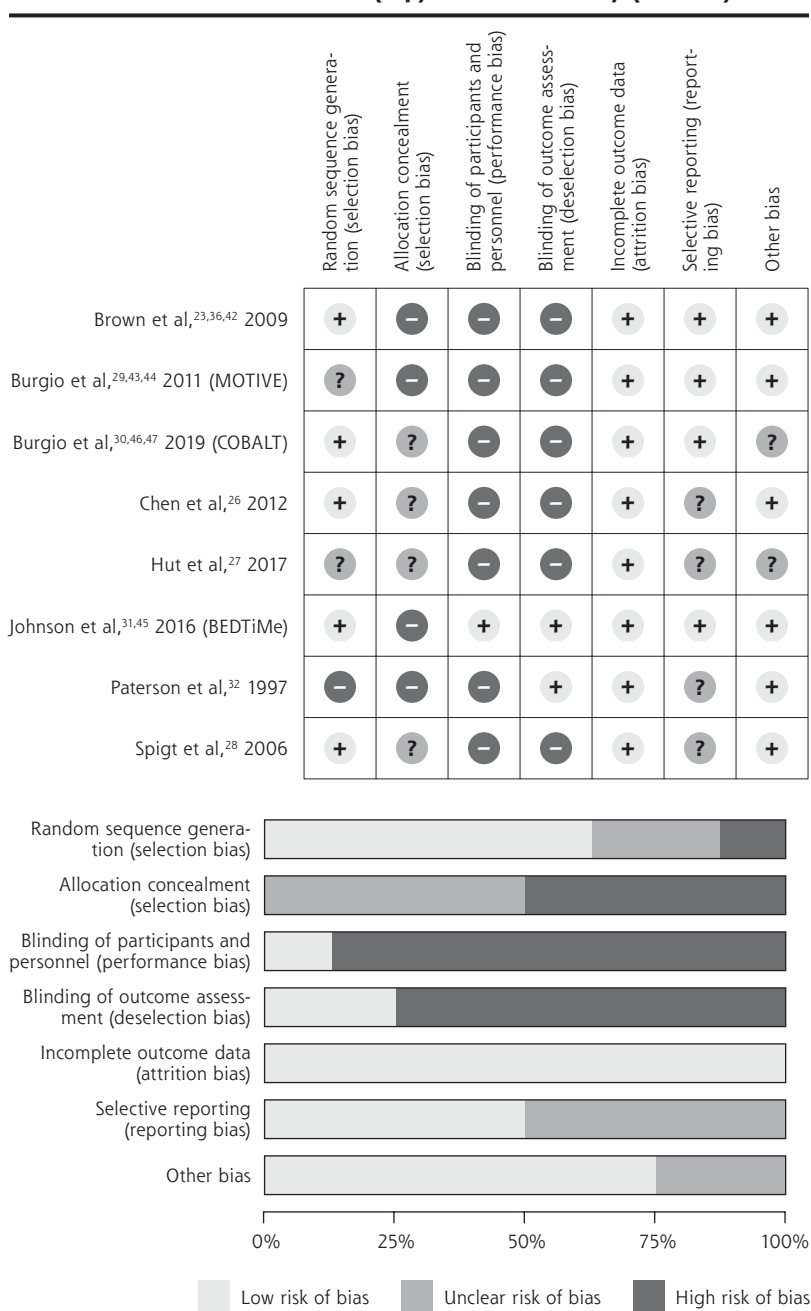 Random sequence genera-
tion (selection bias)
Allocation concealment
(selection bias)
Blinding of participants and
personnel (performance bias)
Blinding of outcome assess-
ment (deselection bias)
Incomplete outcome data
(attrition bias)
Selective reporting (report-
ing bias)
Other bias
Brown et al,23,36,42 2009 + − − − + + +
Burgio et al,29,43,44 2011 (MOTIVE) ? − − − + + +
Burgio et al,30,46,47 2019 (COBALT) + ? − − + + ?
Chen et al,26 2012 + ? − − + ? +
Hut et al,27 2017 ? ? − − + ? ?
Johnson et al,31,45 2016 (BEDTiMe) + − + + + + +
Paterson et al,32 1997 − − − + + ? +
Spigt et al,28 2006 + ? − − + ? +
Random sequence genera-
tion (selection bias)
Allocation concealment
(selection bias)
Blinding of participants and
personnel (performance bias)
Blinding of outcome assess-
ment (deselection bias)
Incomplete outcome data
(attrition bias)
Selective reporting
(reporting bias)
Other bias
0% 25% 50% 75% 100%
Low risk of bias Unclear risk of bias High risk of bias